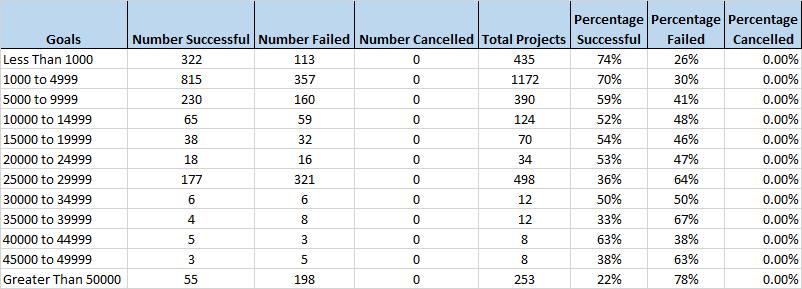 Goals Number Successful Number Failed Number Cancelled Total Projects Percentage Successful Percentage Failed Percentage Cancelled
Less Than 1000 322 113 0 435 74% 26% 0.00%
1000 to 4999 815 357 0 1172 70% 30% 0.00%
5000 to 9999 230 160 0 390 59% 41% 0.00%
10000 to 14999 65 59 0 124 52% 48% 0.00%
15000 to 19999 38 32 0 70 54% 46% 0.00%
20000 to 24999 18 16 0 34 53% 47% 0.00%
25000 to 29999 177 321 0 498 36% 64% 0.00%
30000 to 34999 6 6 0 12 50% 50% 0.00%
35000 to 39999 4 8 0 12 33% 67% 0.00%
40000 to 44999 5 3 0 8 63% 38% 0.00%
45000 to 49999 3 5 0 8 38% 63% 0.00%
Greater Than 50000 55 198 0 253 22% 78% 0.00%